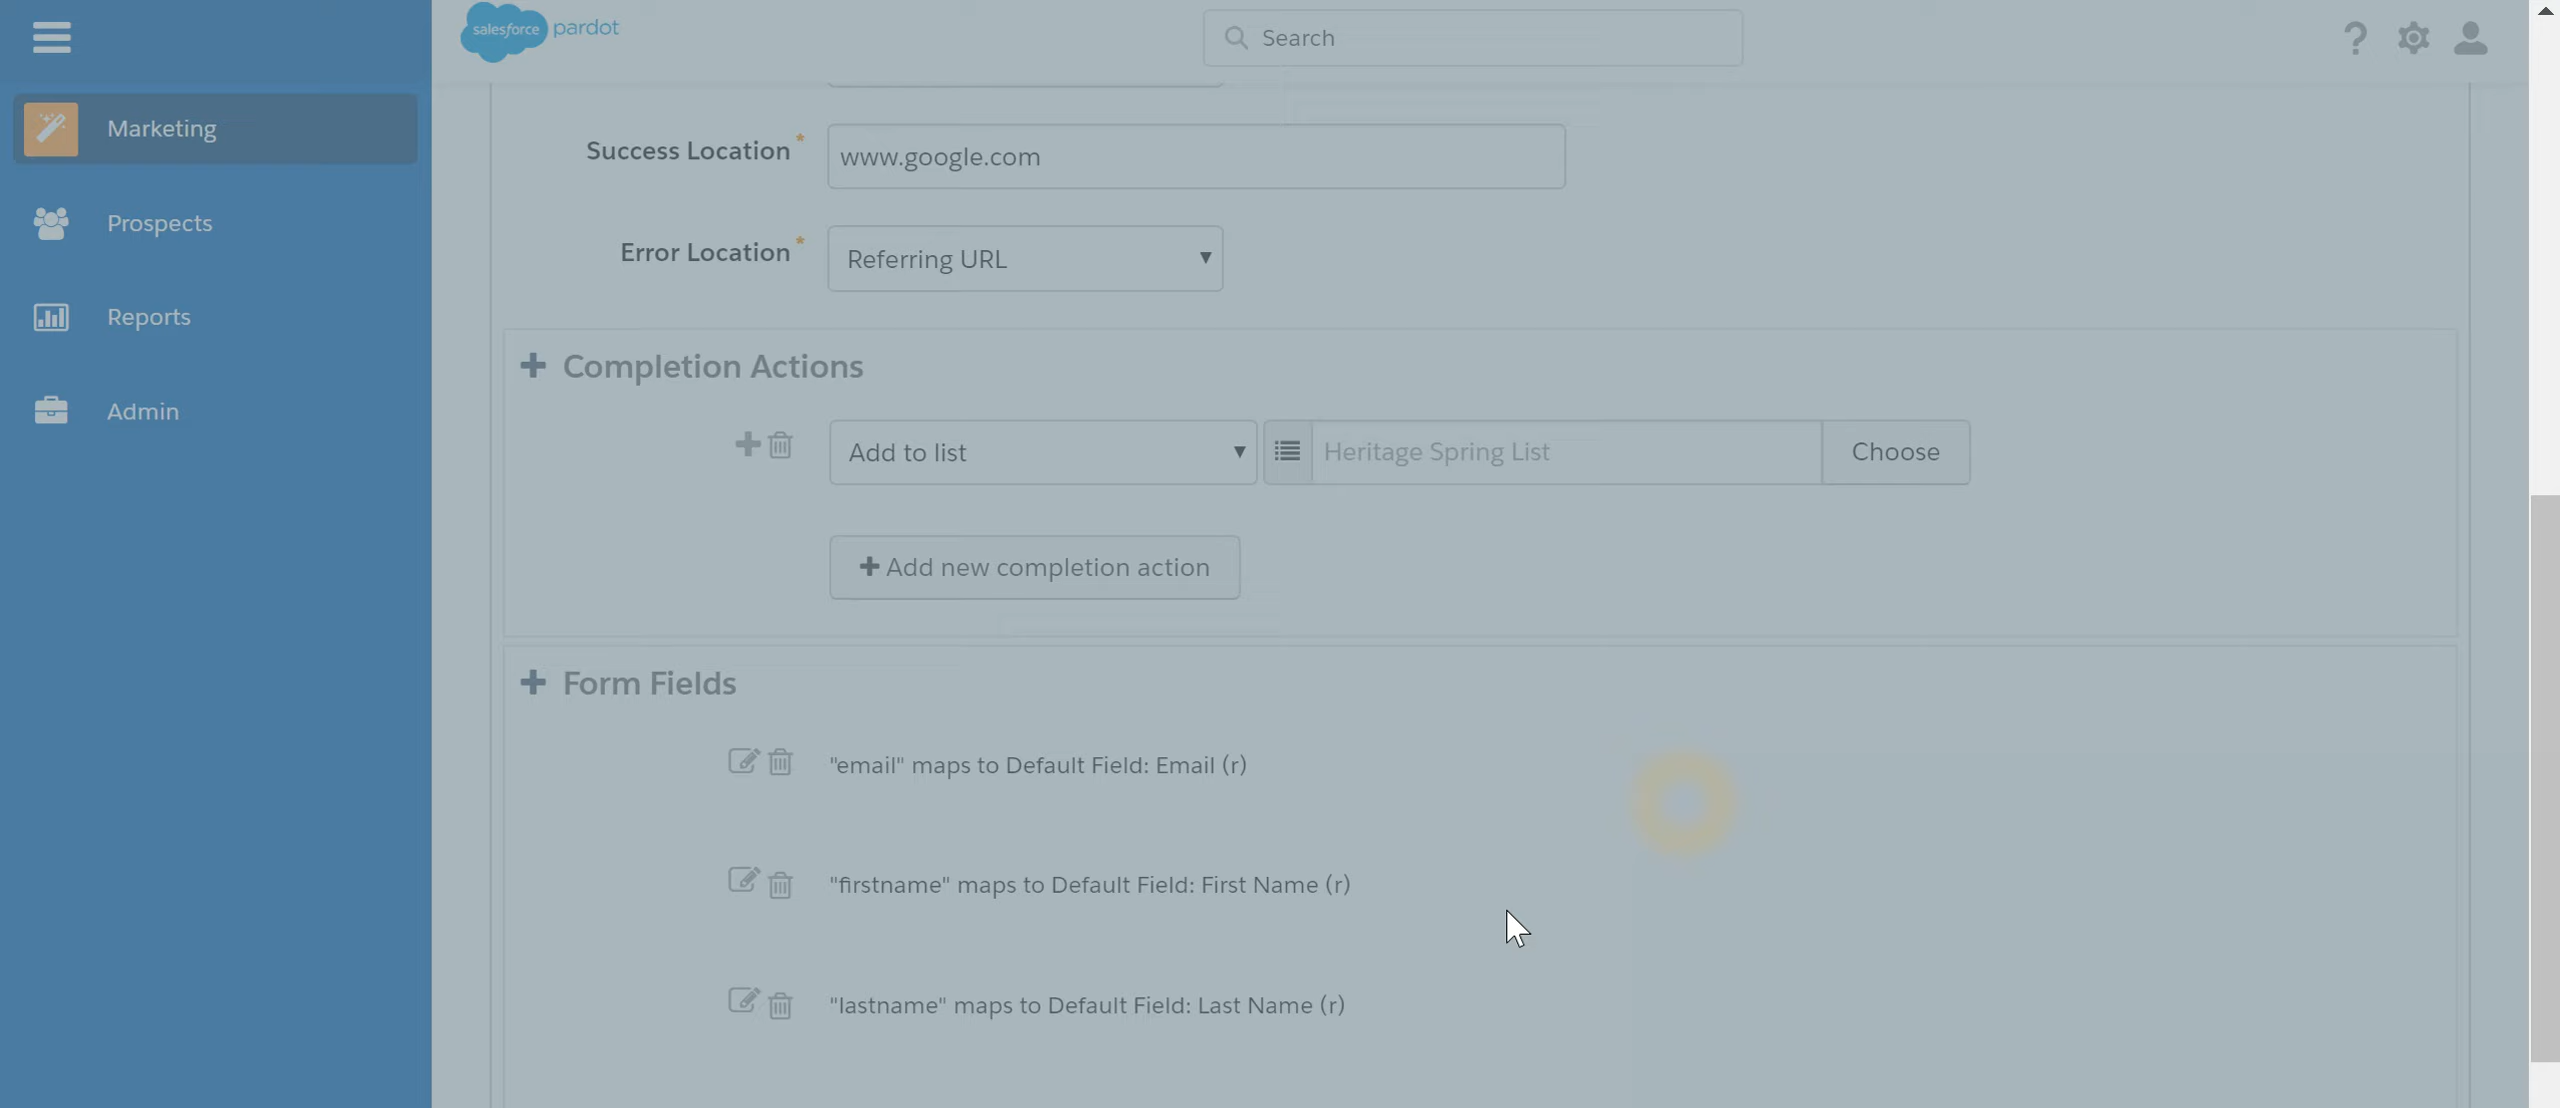 salesforce pardot
Search
Marketing
Prospects
Reports
Admin
Success Location *
www.google.com
Error Location *
Referring URL
Completion Actions
Add to list
Heritage Spring List
Choose
Add new completion action
Form Fields
"email" maps to Default Field: Email (r)
"firstname" maps to Default Field: First Name (r)
"lastname" maps to Default Field: Last Name (r)